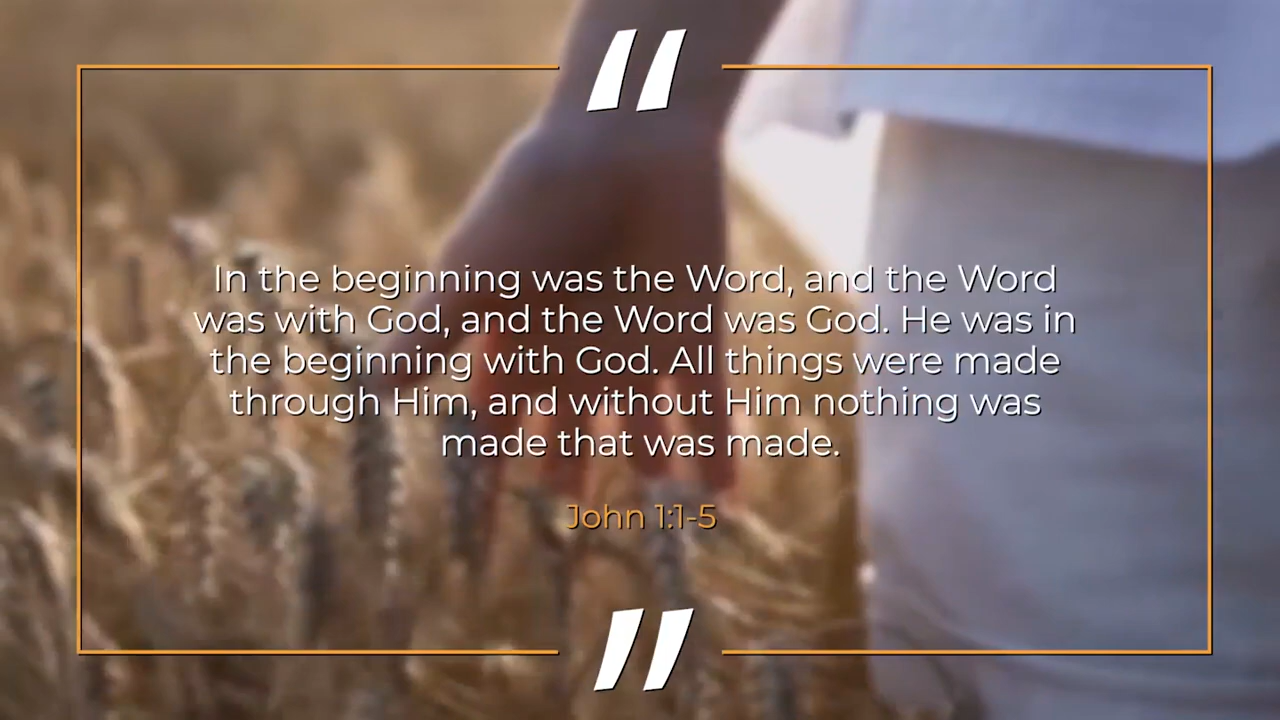 “
In the beginning was the Word, and the Word
was with God, and the Word was God. He was in
the beginning with God. All things were made
through Him, and without Him nothing was
made that was made.
John 1:1-5
”